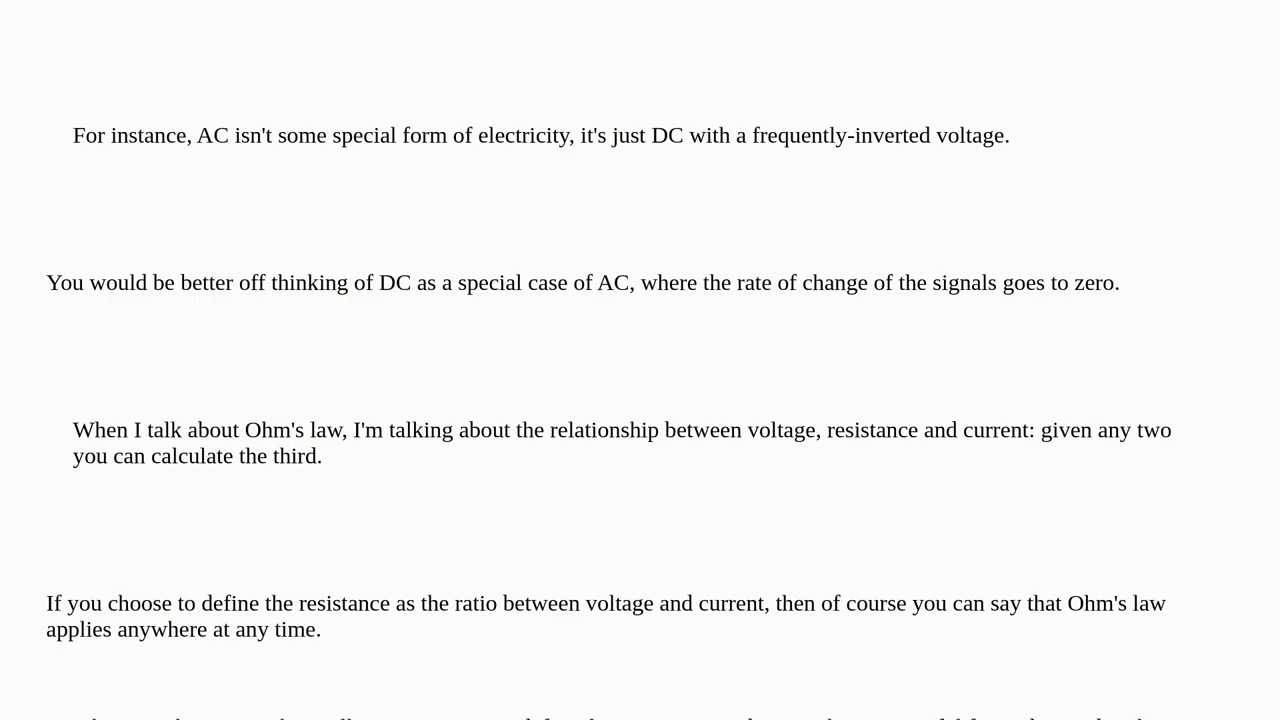 For instance, AC isn't some special form of electricity, it's just DC with a frequently-inverted voltage.
You would be better off thinking of DC as a special case of AC, where the rate of change of the signals goes to zero.
When I talk about Ohm's law, I'm talking about the relationship between voltage, resistance and current: given any two
you can calculate the third.
If you choose to define the resistance as the ratio between voltage and current, then of course you can say that Ohm's law
applies anywhere at any time.